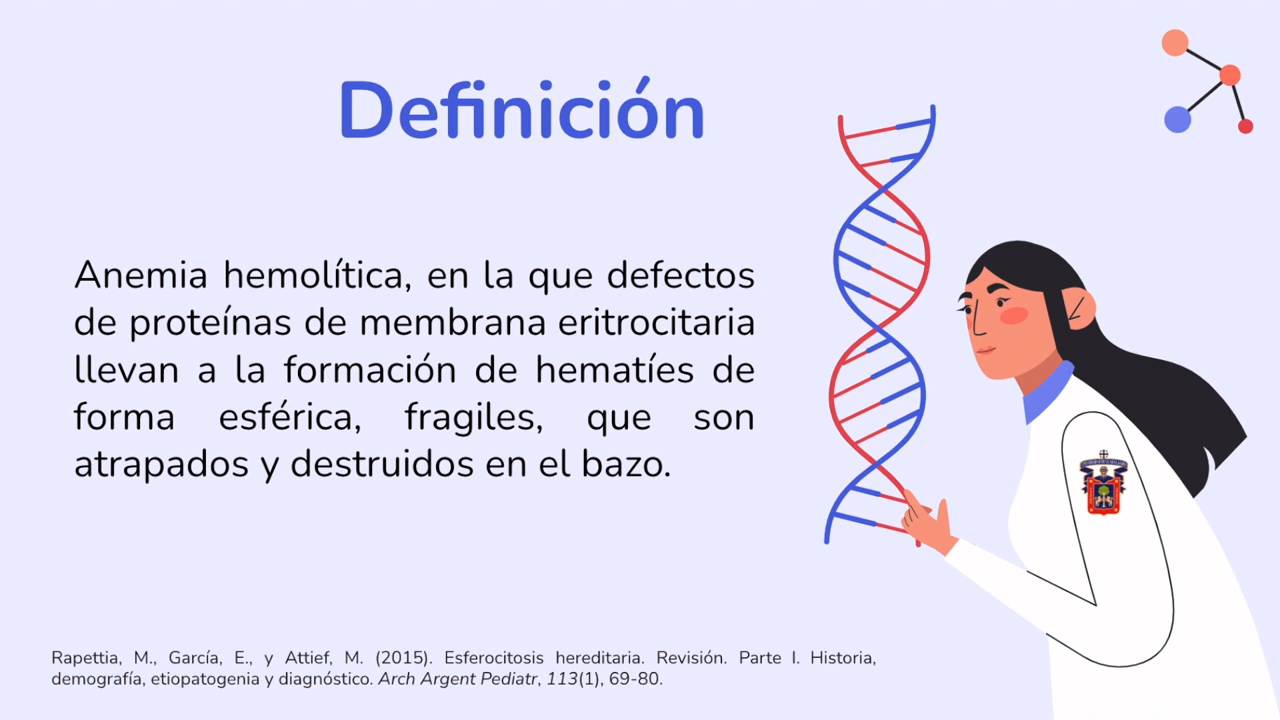 Definición
Anemia hemolítica, en la que defectos
de proteínas de membrana eritrocitaria
llevan a la formación de hematíes de
forma esférica, fragiles, que son
atrapados y destruidos en el bazo.
Rapettia, M., García, E., y Attief, M. (2015). Esferocitosis hereditaria. Revisión. Parte I. Historia,
demografía, etiopatogenia y diagnóstico. Arch Argent Pediatr, 113(1), 69-80.